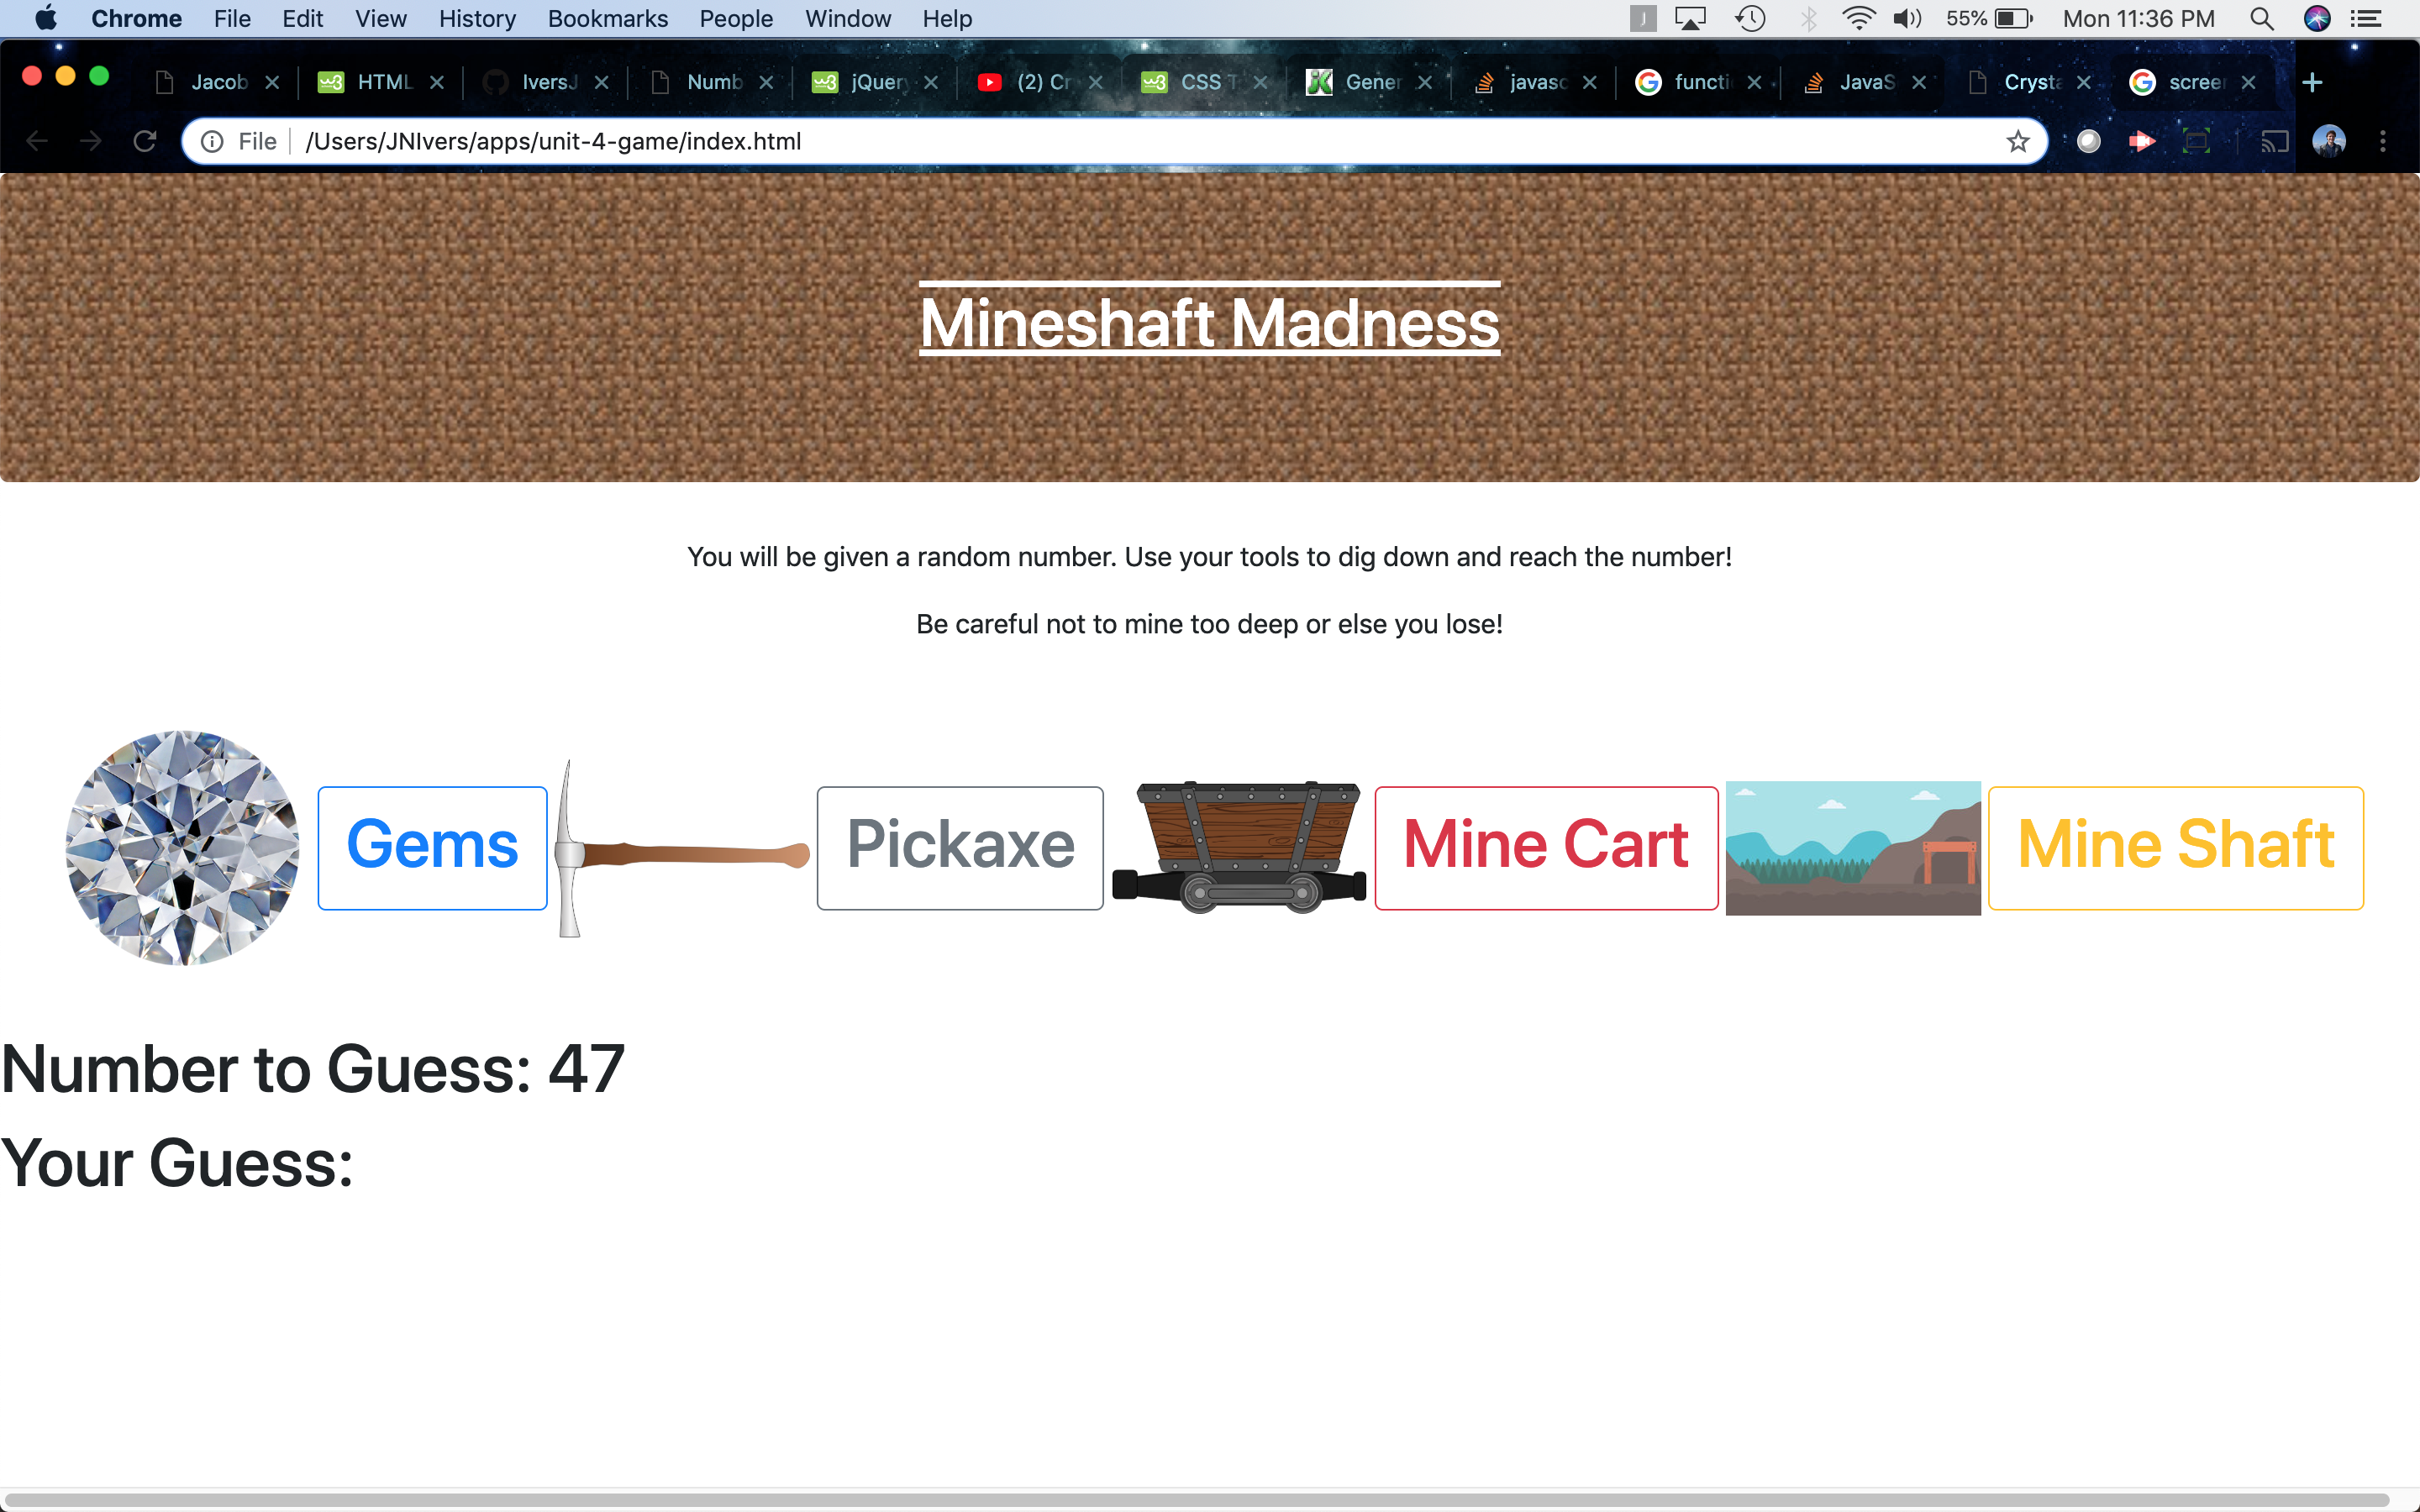 Chrome File Edit View History Bookmarks People Window Help J 55% Mon 11:36 PM
Jacob HTML IversJ Numb jQuery (2) Cr CSS T Gener javasc functi JavaS Crysta screen
File /Users/JNIvers/apps/unit-4-game/index.html
Mineshaft Madness
You will be given a random number. Use your tools to dig down and reach the number!
Be careful not to mine too deep or else you lose!
Gems Pickaxe Mine Cart Mine Shaft
Number to Guess: 47
Your Guess: